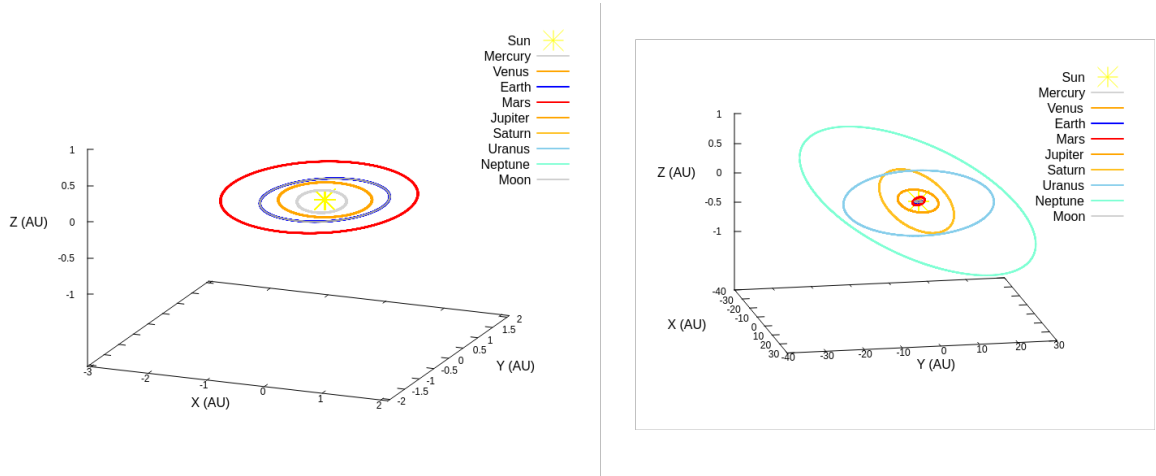 Sun
Mercury
Venus
Earth
Mars
Jupiter
Saturn
Uranus
Neptune
Moon
1
0.5
Z (AU)
0
-0.5
-1
-3
-2
-1
0
1
2
X (AU)
-2
-1.5
-1
-0.5
0
0.5
1
1.5
2
Y (AU)
Sun
Mercury
Venus
Earth
Mars
Jupiter
Saturn
Uranus
Neptune
Moon
1
0.5
Z (AU)
0
-0.5
-1
-40
-30
-20
-10
0
10
20
30
X (AU)
-40
-30
-20
-10
0
10
20
30
Y (AU)